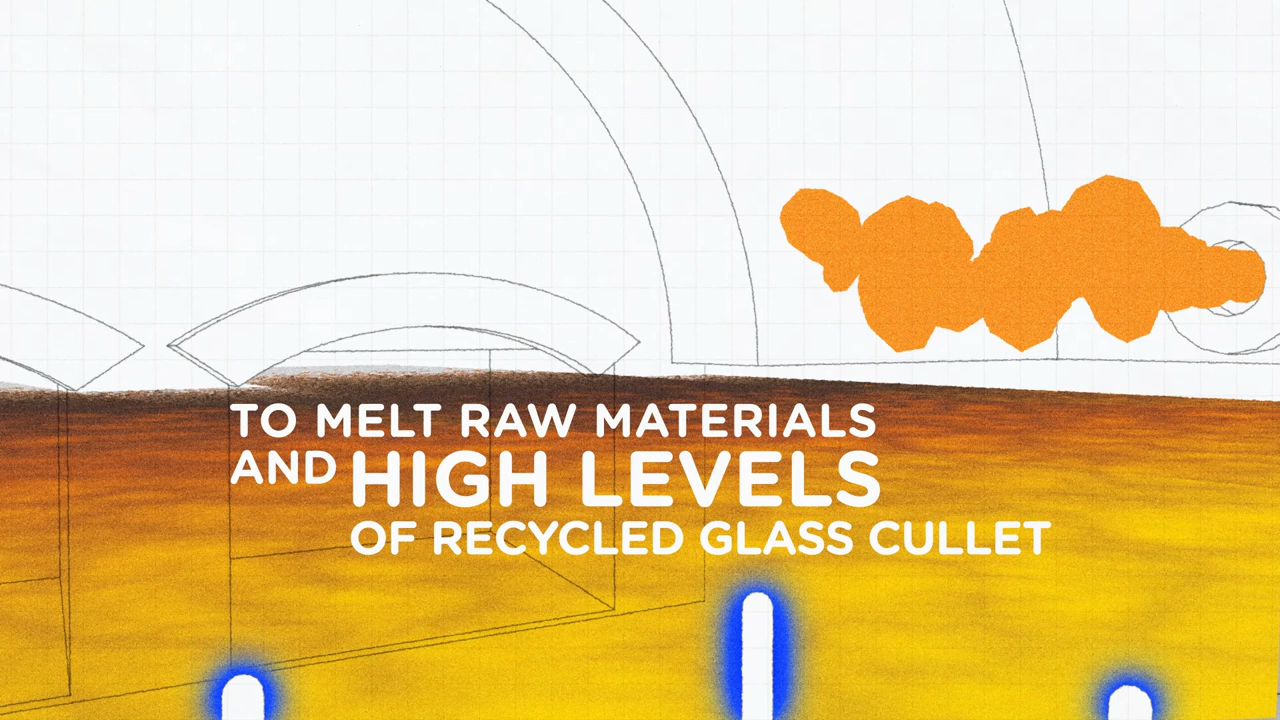 TO MELT RAW MATERIALS
AND HIGH LEVELS
OF RECYCLED GLASS CULLET